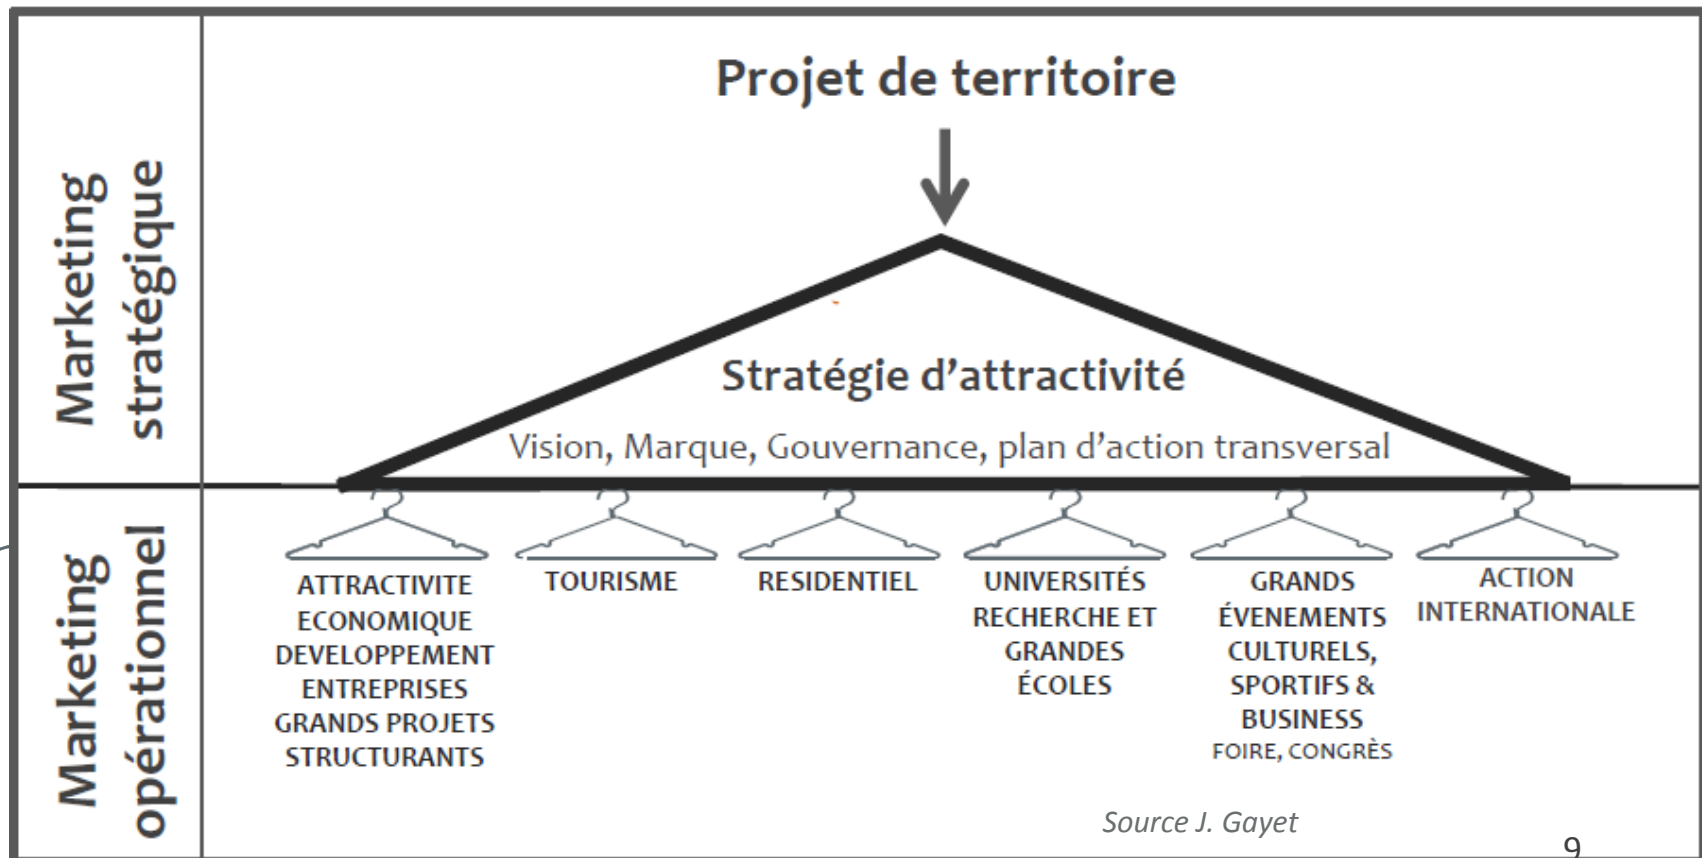 Marketing
stratégique
Projet de territoire
Stratégie d’attractivité
Vision, Marque, Gouvernance, plan d’action transversal
Marketing
opérationnel
ATTRACTIVITE
ECONOMIQUE
DEVELOPPEMENT
ENTREPRISES
GRANDS PROJETS
STRUCTURANTS
TOURISME
RESIDENTIEL
UNIVERSITÉS
RECHERCHE ET
GRANDES
ÉCOLES
GRANDS
ÉVENEMENTS
CULTURELS,
SPORTIFS &
BUSINESS
FOIRE, CONGRÈS
ACTION
INTERNATIONALE
Source J. Gayet
9